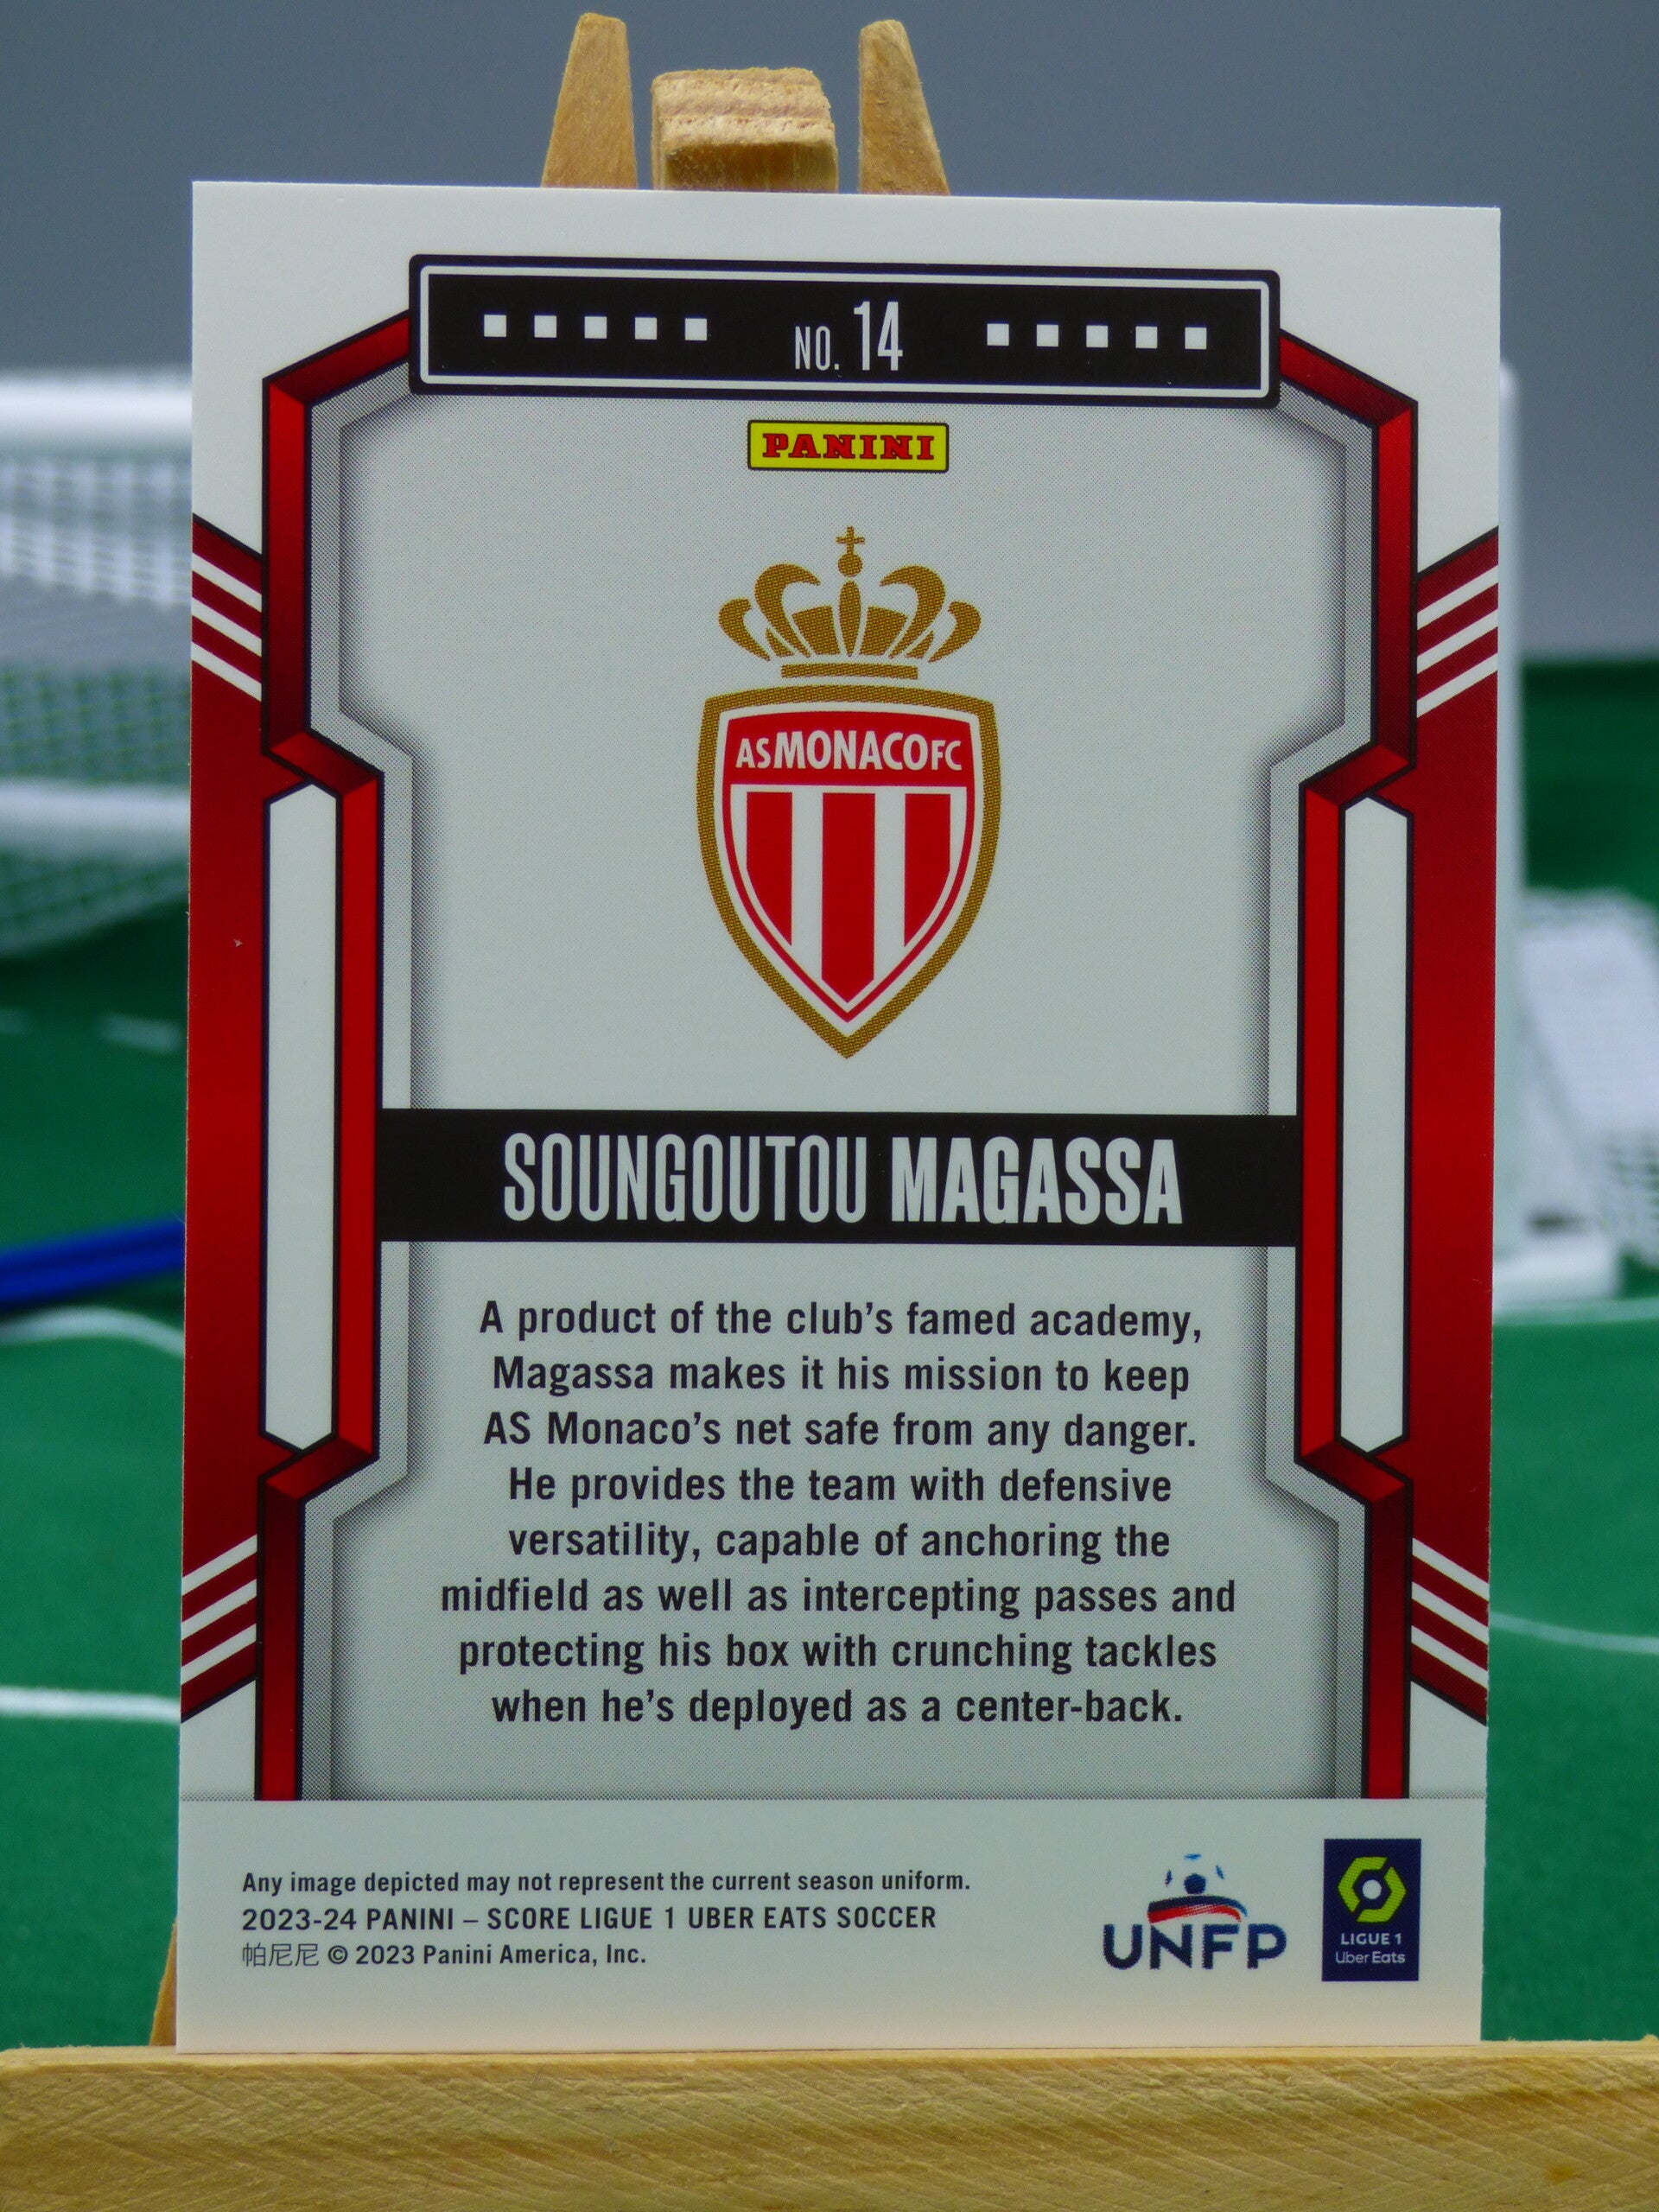 NO. 14
PANINI
AS MONACO FC
SOUNGOUTOU MAGASSA
A product of the club’s famed academy,
Magassa makes it his mission to keep
AS Monaco’s net safe from any danger.
He provides the team with defensive
versatility, capable of anchoring the
midfield as well as intercepting passes and
protecting his box with crunching tackles
when he’s deployed as a center-back.
Any image depicted may not represent the current season uniform.
2023-24 PANINI – SCORE LIGUE 1 UBER EATS SOCCER
帕尼尼 © 2023 Panini America, Inc.
UNFP
LIGUE 1
Uber Eats